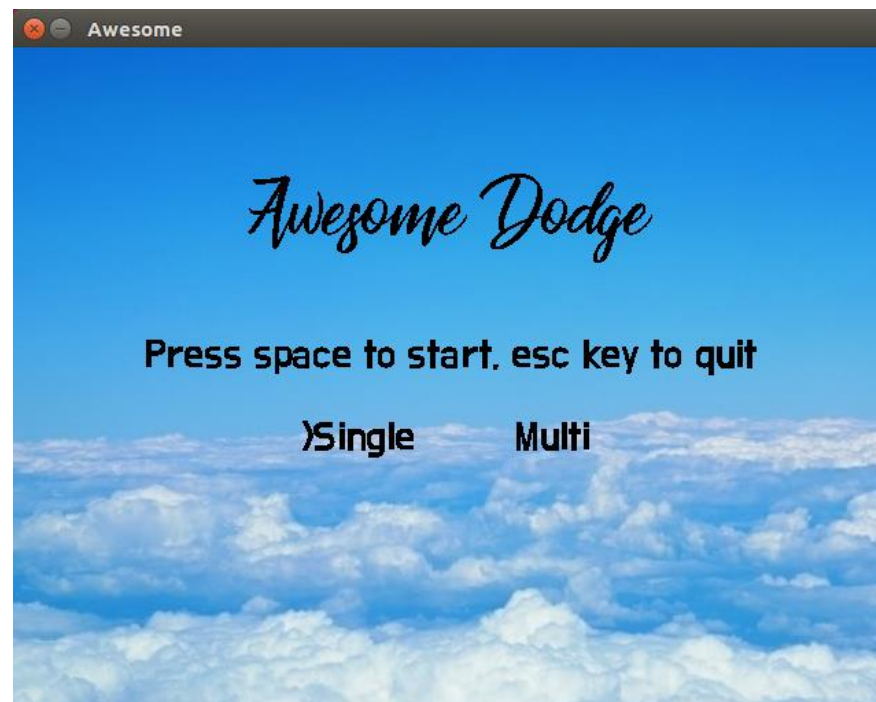 Awesome
Awesome Dodge
Press space to start, esc key to quit
>Single Multi